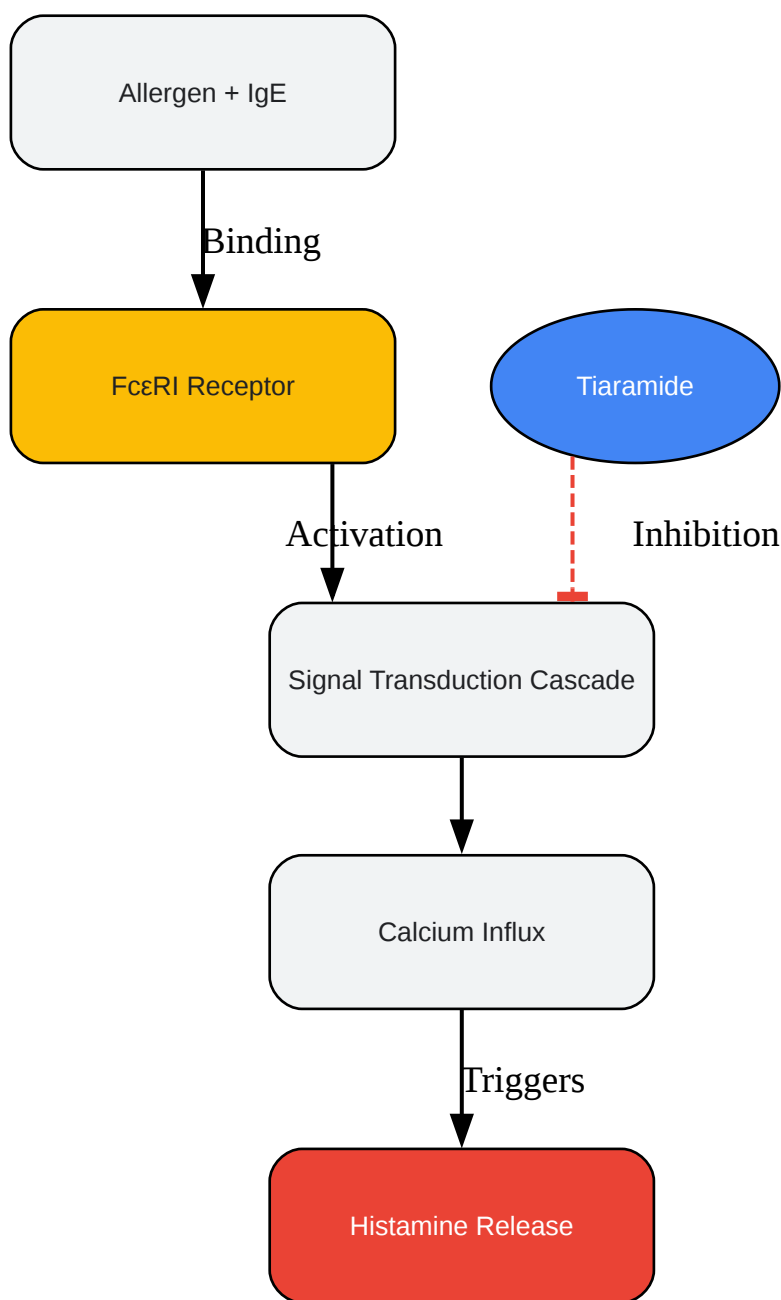 Allergen + IgE
Binding
FcεRI Receptor
Tiaramide
Activation
Inhibition
Signal Transduction Cascade
Calcium Influx
Triggers
Histamine Release